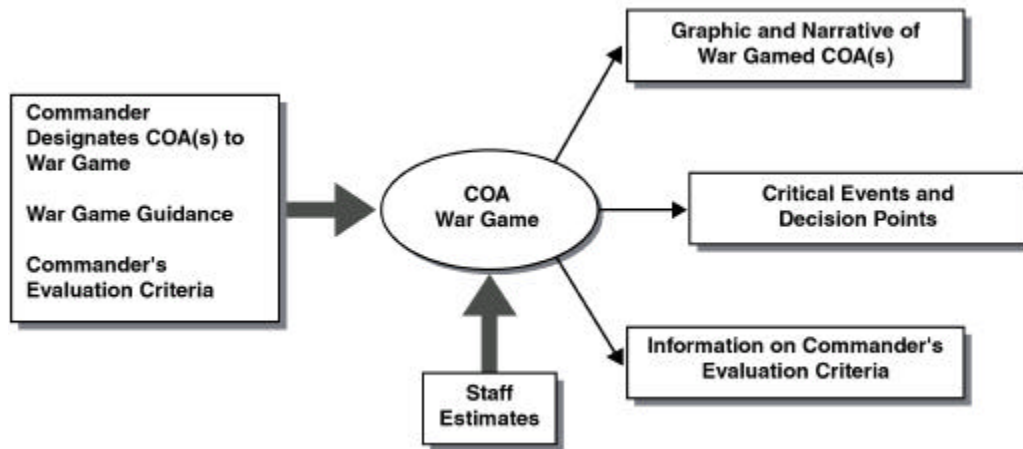 Commander
Designates COA(s) to
War Game
War Game Guidance
Commander's
Evaluation Criteria
COA
War Game
Staff
Estimates
Graphic and Narrative of
War Gamed COA(s)
Critical Events and
Decision Points
Information on Commander's
Evaluation Criteria